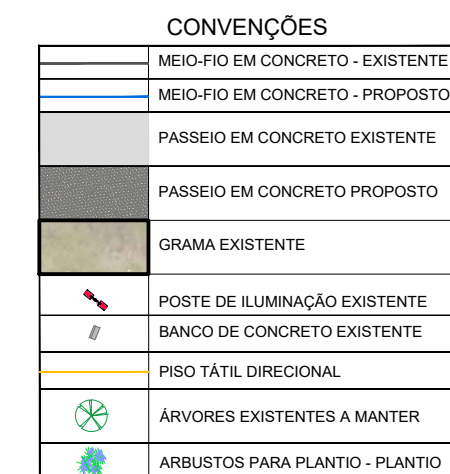 CONVENÇÕES
MEIO-FIO EM CONCRETO - EXISTENTE
MEIO-FIO EM CONCRETO - PROPOSTO
PASSEIO EM CONCRETO EXISTENTE
PASSEIO EM CONCRETO PROPOSTO
GRAMA EXISTENTE
POSTE DE ILUMINAÇÃO EXISTENTE
BANCO DE CONCRETO EXISTENTE
PISO TÁTIL DIRECIONAL
ÁRVORES EXISTENTES A MANTER
ARBUSTOS PARA PLANTIO - PLANTIO